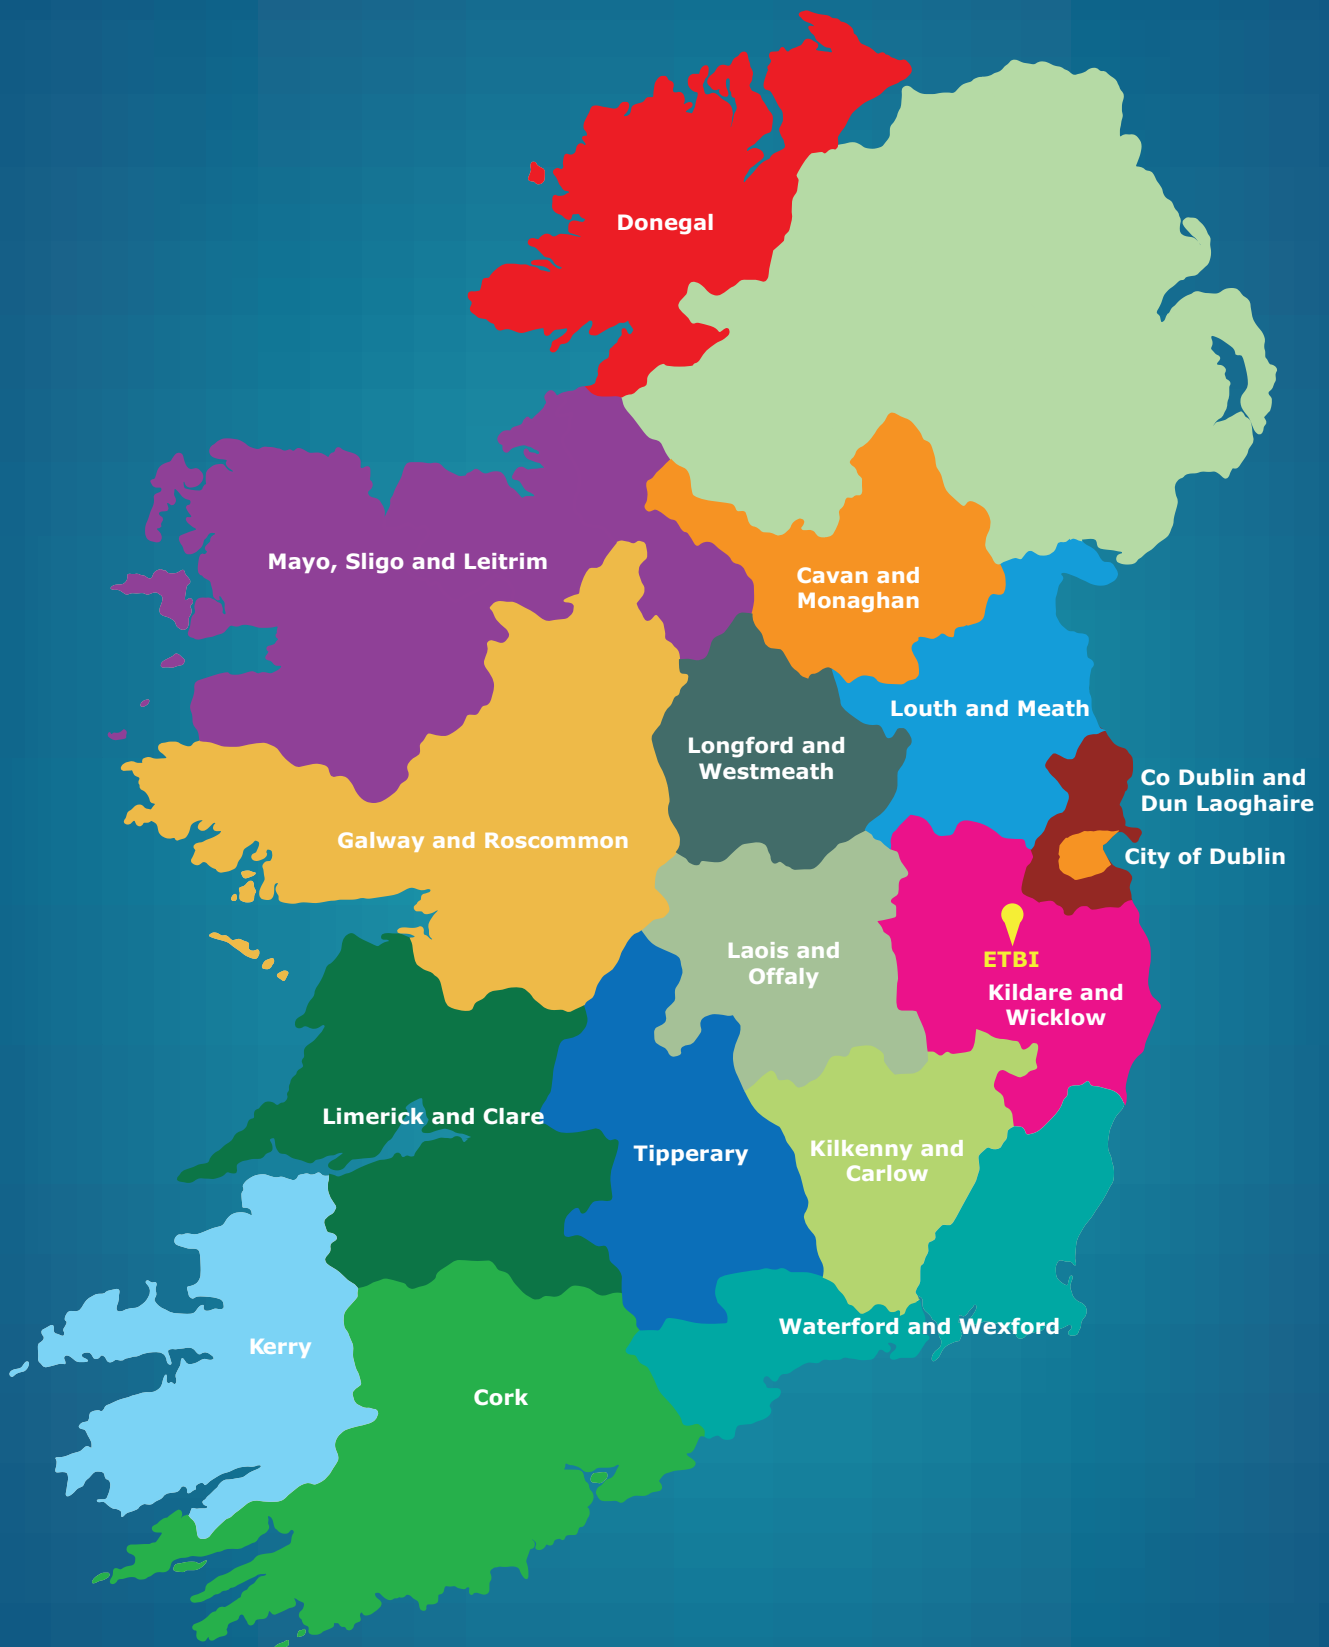 Donegal
Mayo, Sligo and Leitrim
Cavan and
Monaghan
Louth and Meath
Longford and
Westmeath
Co Dublin and
Dun Laoghaire
Galway and Roscommon
City of Dublin
Laois and
Offaly
ETBI
Kildare and
Wicklow
Limerick and Clare
Tipperary
Kilkenny and
Carlow
Waterford and Wexford
Kerry
Cork